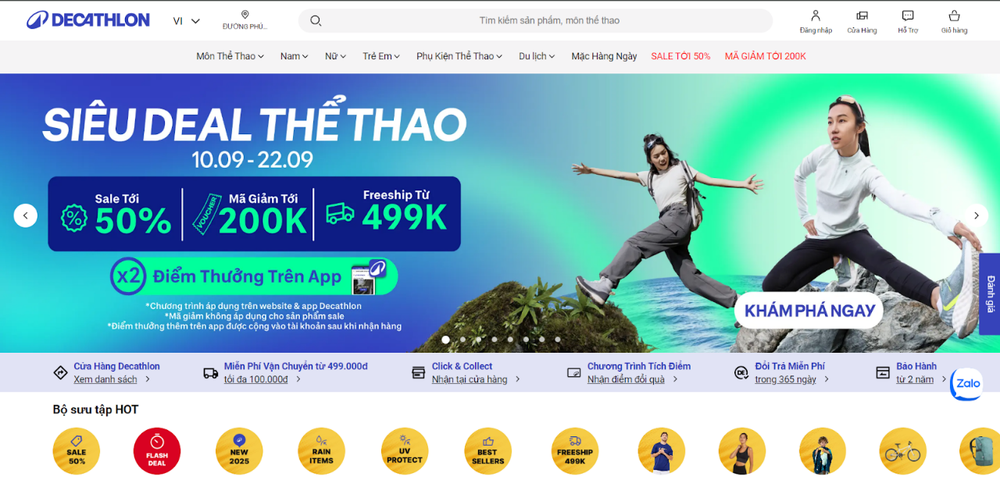 DECATHLON
VI
ĐƯỜNG PHÚ...
Tìm kiếm sản phẩm, môn thể thao
Đăng nhập
Cửa Hàng
Hỗ Trợ
Giỏ hàng
Môn Thể Thao
Nam
Nữ
Trẻ Em
Phụ Kiện Thể Thao
Du lịch
Mặc Hàng Ngày
SALE TỚI 50%
MÃ GIẢM TỚI 200K
SIÊU DEAL THỂ THAO
10.09 - 22.09
Sale Tới
50%
VOUCHER
Mã Giảm Tới
200K
Freeship Từ
499K
x2 Điểm Thưởng Trên App
*Chương trình áp dụng trên website & app Decathlon
*Mã giảm không áp dụng cho sản phẩm sale
*Điểm thưởng thêm trên app được cộng vào tài khoản sau khi nhận hàng
KHÁM PHÁ NGAY
Đánh giá
Cửa Hàng Decathlon
Xem danh sách
Miễn Phí Vận Chuyển từ 499.000đ
tối đa 100.000đ
Click & Collect
Nhận tại cửa hàng
Chương Trình Tích Điểm
Nhận điểm đổi quà
Đổi Trả Miễn Phí
trong 365 ngày
Bảo Hành
từ 2 năm
Zalo
Bộ sưu tập HOT
SALE
50%
FLASH
DEAL
NEW
2025
RAIN
ITEMS
UV
PROTECT
BEST
SELLERS
FREESHIP
499K